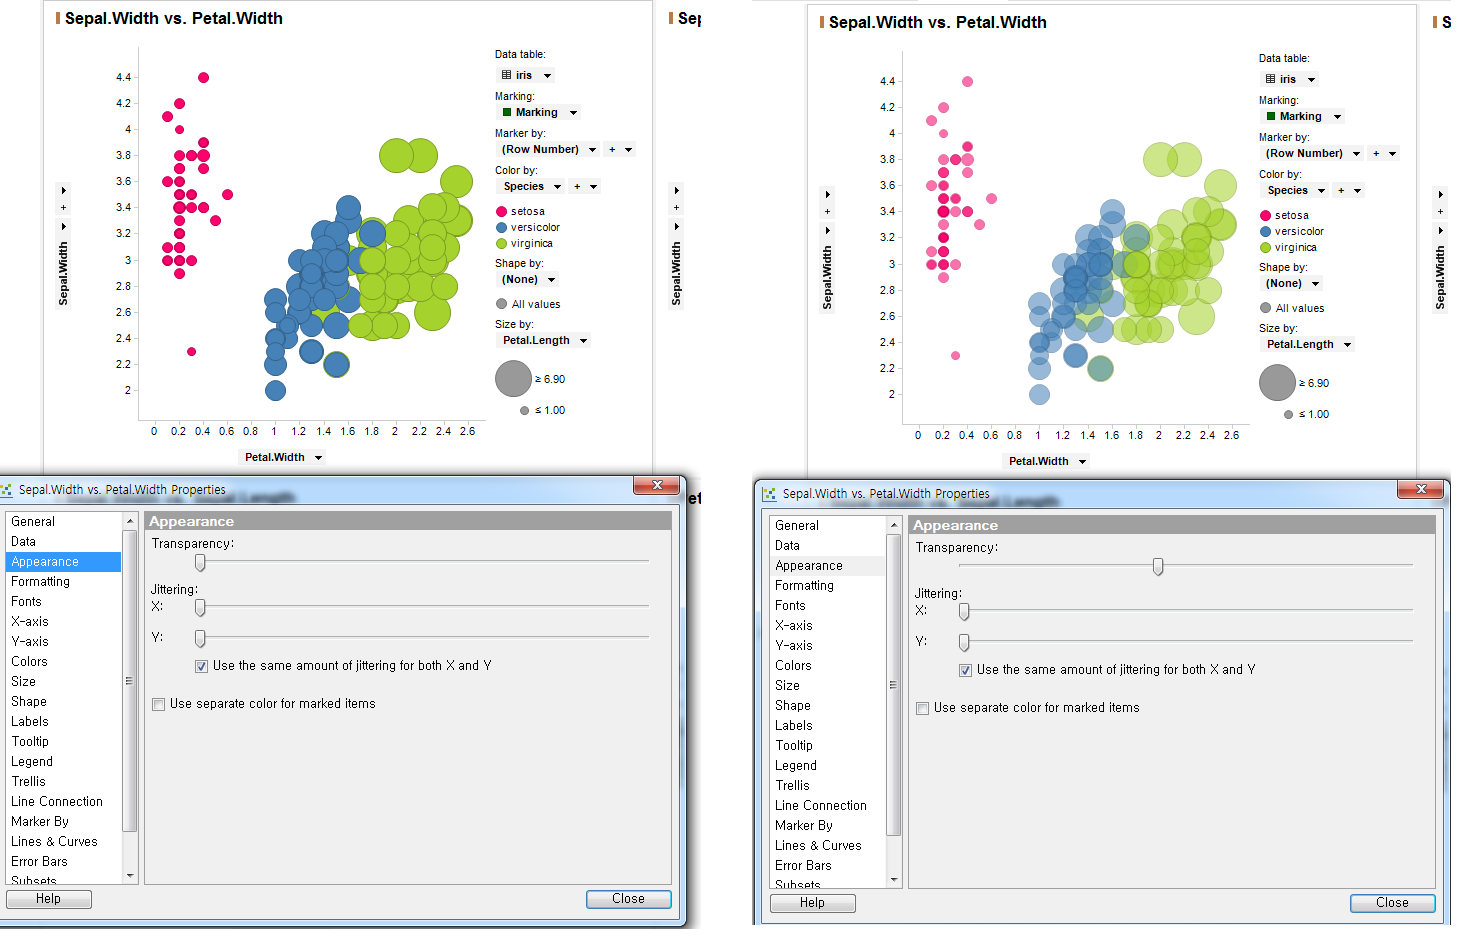 Sepal.Width vs. Petal.Width
Sep
Data table:
iris
Marking:
Marking
Marker by:
(Row Number) +
Color by:
Species +
setosa
versicolor
virginica
Shape by:
(None)
All values
Size by:
Petal.Length
≥ 6.90
≤ 1.00
4.4
4.2
4
3.8
3.6
3.4
3.2
3
2.8
2.6
2.4
2.2
2
+
Sepal.Width
+
Sepal.Width
0 0.2 0.4 0.6 0.8 1 1.2 1.4 1.6 1.8 2 2.2 2.4 2.6
Petal.Width
Sepal.Width vs. Petal.Width Properties
General
Data
Appearance
Formatting
Fonts
X-axis
Y-axis
Colors
Size
Shape
Labels
Tooltip
Legend
Trellis
Line Connection
Marker By
Lines & Curves
Error Bars
Subsets
Appearance
Transparency:
Jittering:
X:
Y:
Use the same amount of jittering for both X and Y
Use separate color for marked items
Help
Close
Sepal.Width vs. Petal.Width
S
Data table:
iris
Marking:
Marking
Marker by:
(Row Number) +
Color by:
Species +
setosa
versicolor
virginica
Shape by:
(None)
All values
Size by:
Petal.Length
≥ 6.90
≤ 1.00
4.4
4.2
4
3.8
3.6
3.4
3.2
3
2.8
2.6
2.4
2.2
2
+
Sepal.Width
+
Sepal.Width
0 0.2 0.4 0.6 0.8 1 1.2 1.4 1.6 1.8 2 2.2 2.4 2.6
Petal.Width
Sepal.Width vs. Petal.Width Properties
General
Data
Appearance
Formatting
Fonts
X-axis
Y-axis
Colors
Size
Shape
Labels
Tooltip
Legend
Trellis
Line Connection
Marker By
Lines & Curves
Error Bars
Subsets
Appearance
Transparency:
Jittering:
X:
Y:
Use the same amount of jittering for both X and Y
Use separate color for marked items
Help
Close